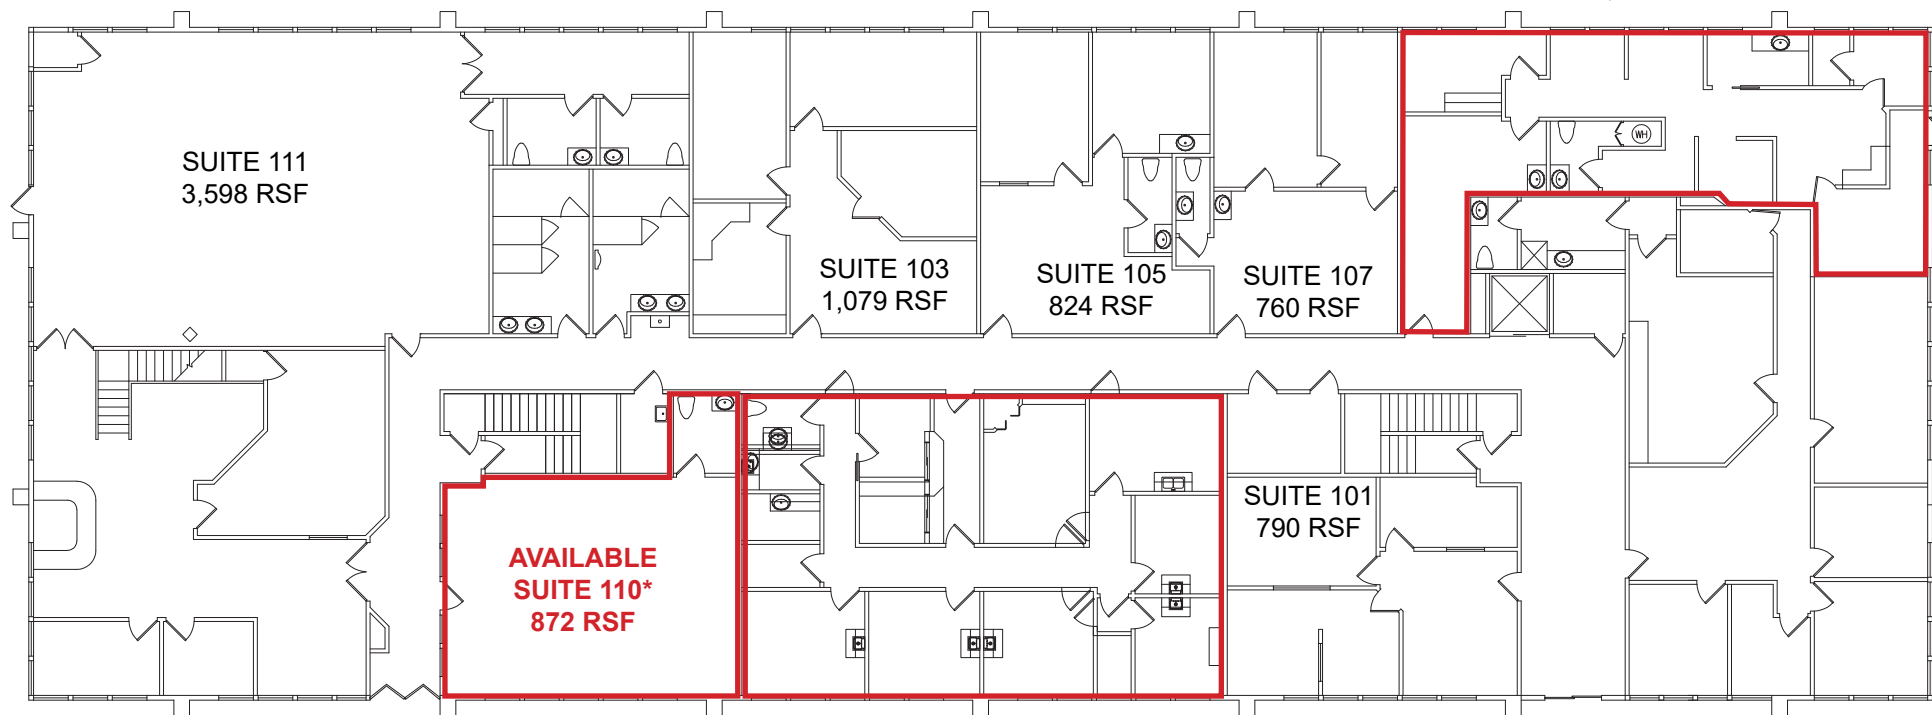 SUITE 111
3,598 RSF
SUITE 103
1,079 RSF
SUITE 105
824 RSF
SUITE 107
760 RSF
WH
SUITE 101
790 RSF
AVAILABLE
SUITE 110*
872 RSF